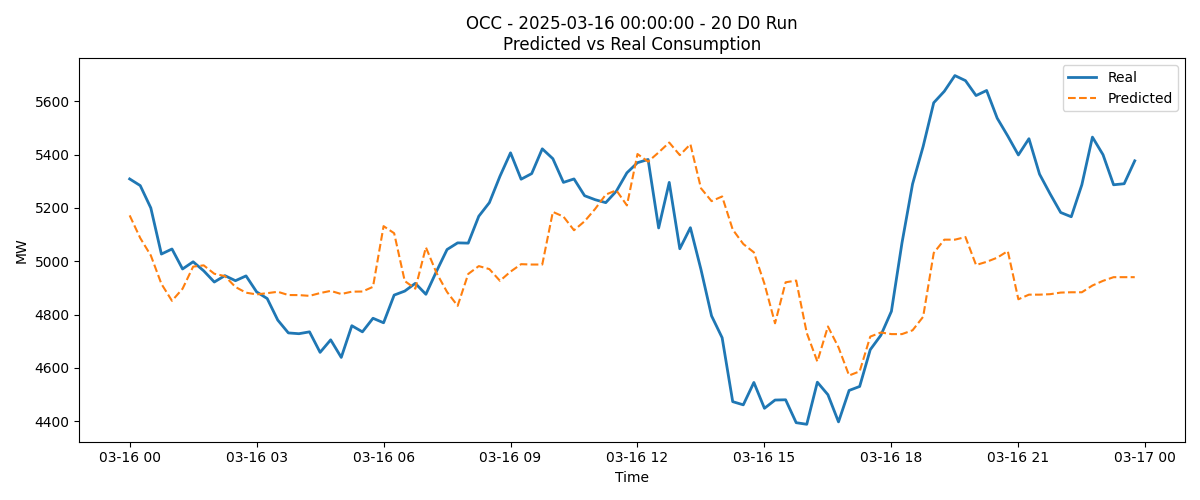 OCC - 2025-03-16 00:00:00 - 20 D0 Run
Predicted vs Real Consumption
Real
Predicted
MW
5600
5400
5200
5000
4800
4600
4400
03-16 00
03-16 03
03-16 06
03-16 09
03-16 12
03-16 15
03-16 18
03-16 21
03-17 00
Time